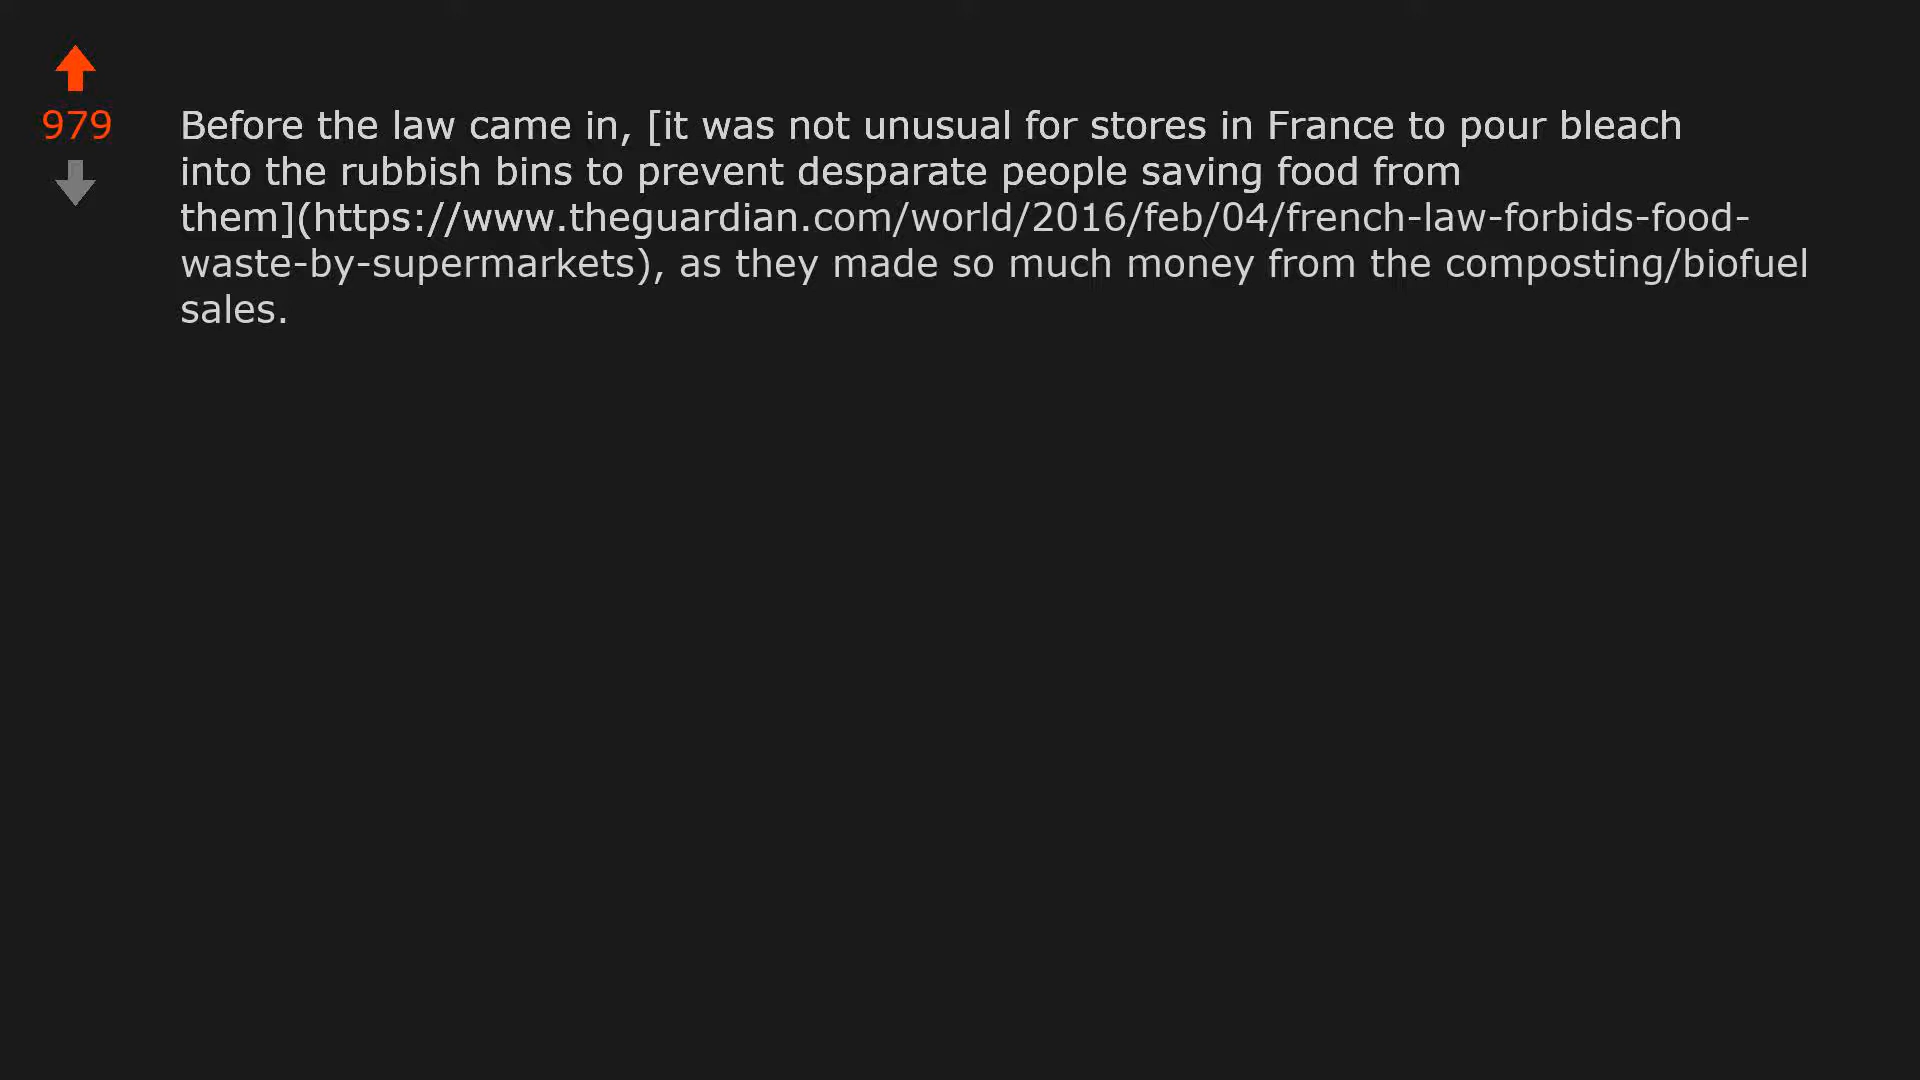 979
Before the law came in, [it was not unusual for stores in France to pour bleach
into the rubbish bins to prevent desparate people saving food from
them](https://www.theguardian.com/world/2016/feb/04/french-law-forbids-food-
waste-by-supermarkets), as they made so much money from the composting/biofuel
sales.